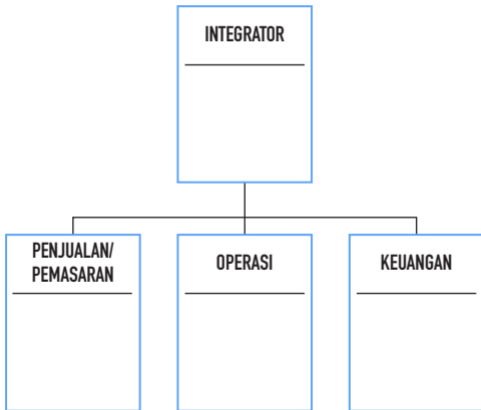 INTEGRATOR
PENJUALAN/
PEMASARAN
OPERASI
KEUANGAN